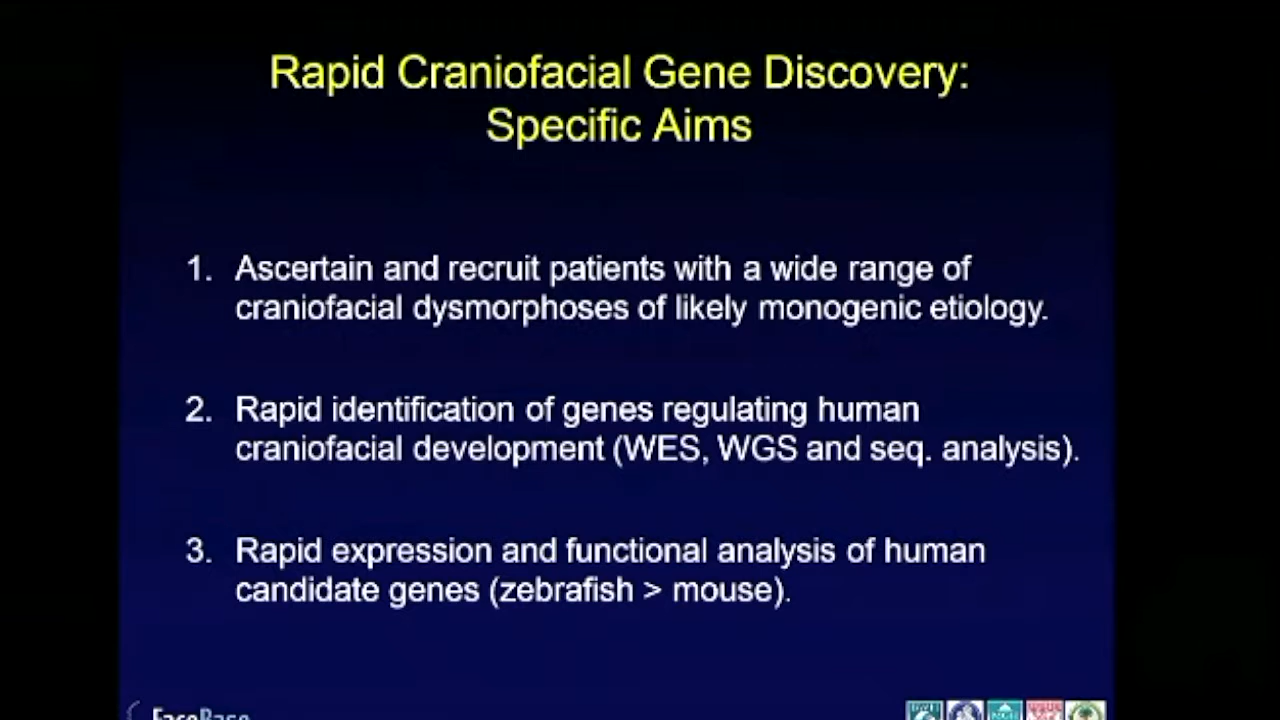 Rapid Craniofacial Gene Discovery:
Specific Aims
1. Ascertain and recruit patients with a wide range of
craniofacial dysmorphoses of likely monogenic etiology.
2. Rapid identification of genes regulating human
craniofacial development (WES, WGS and seq. analysis).
3. Rapid expression and functional analysis of human
candidate genes (zebrafish > mouse).
FaceBase